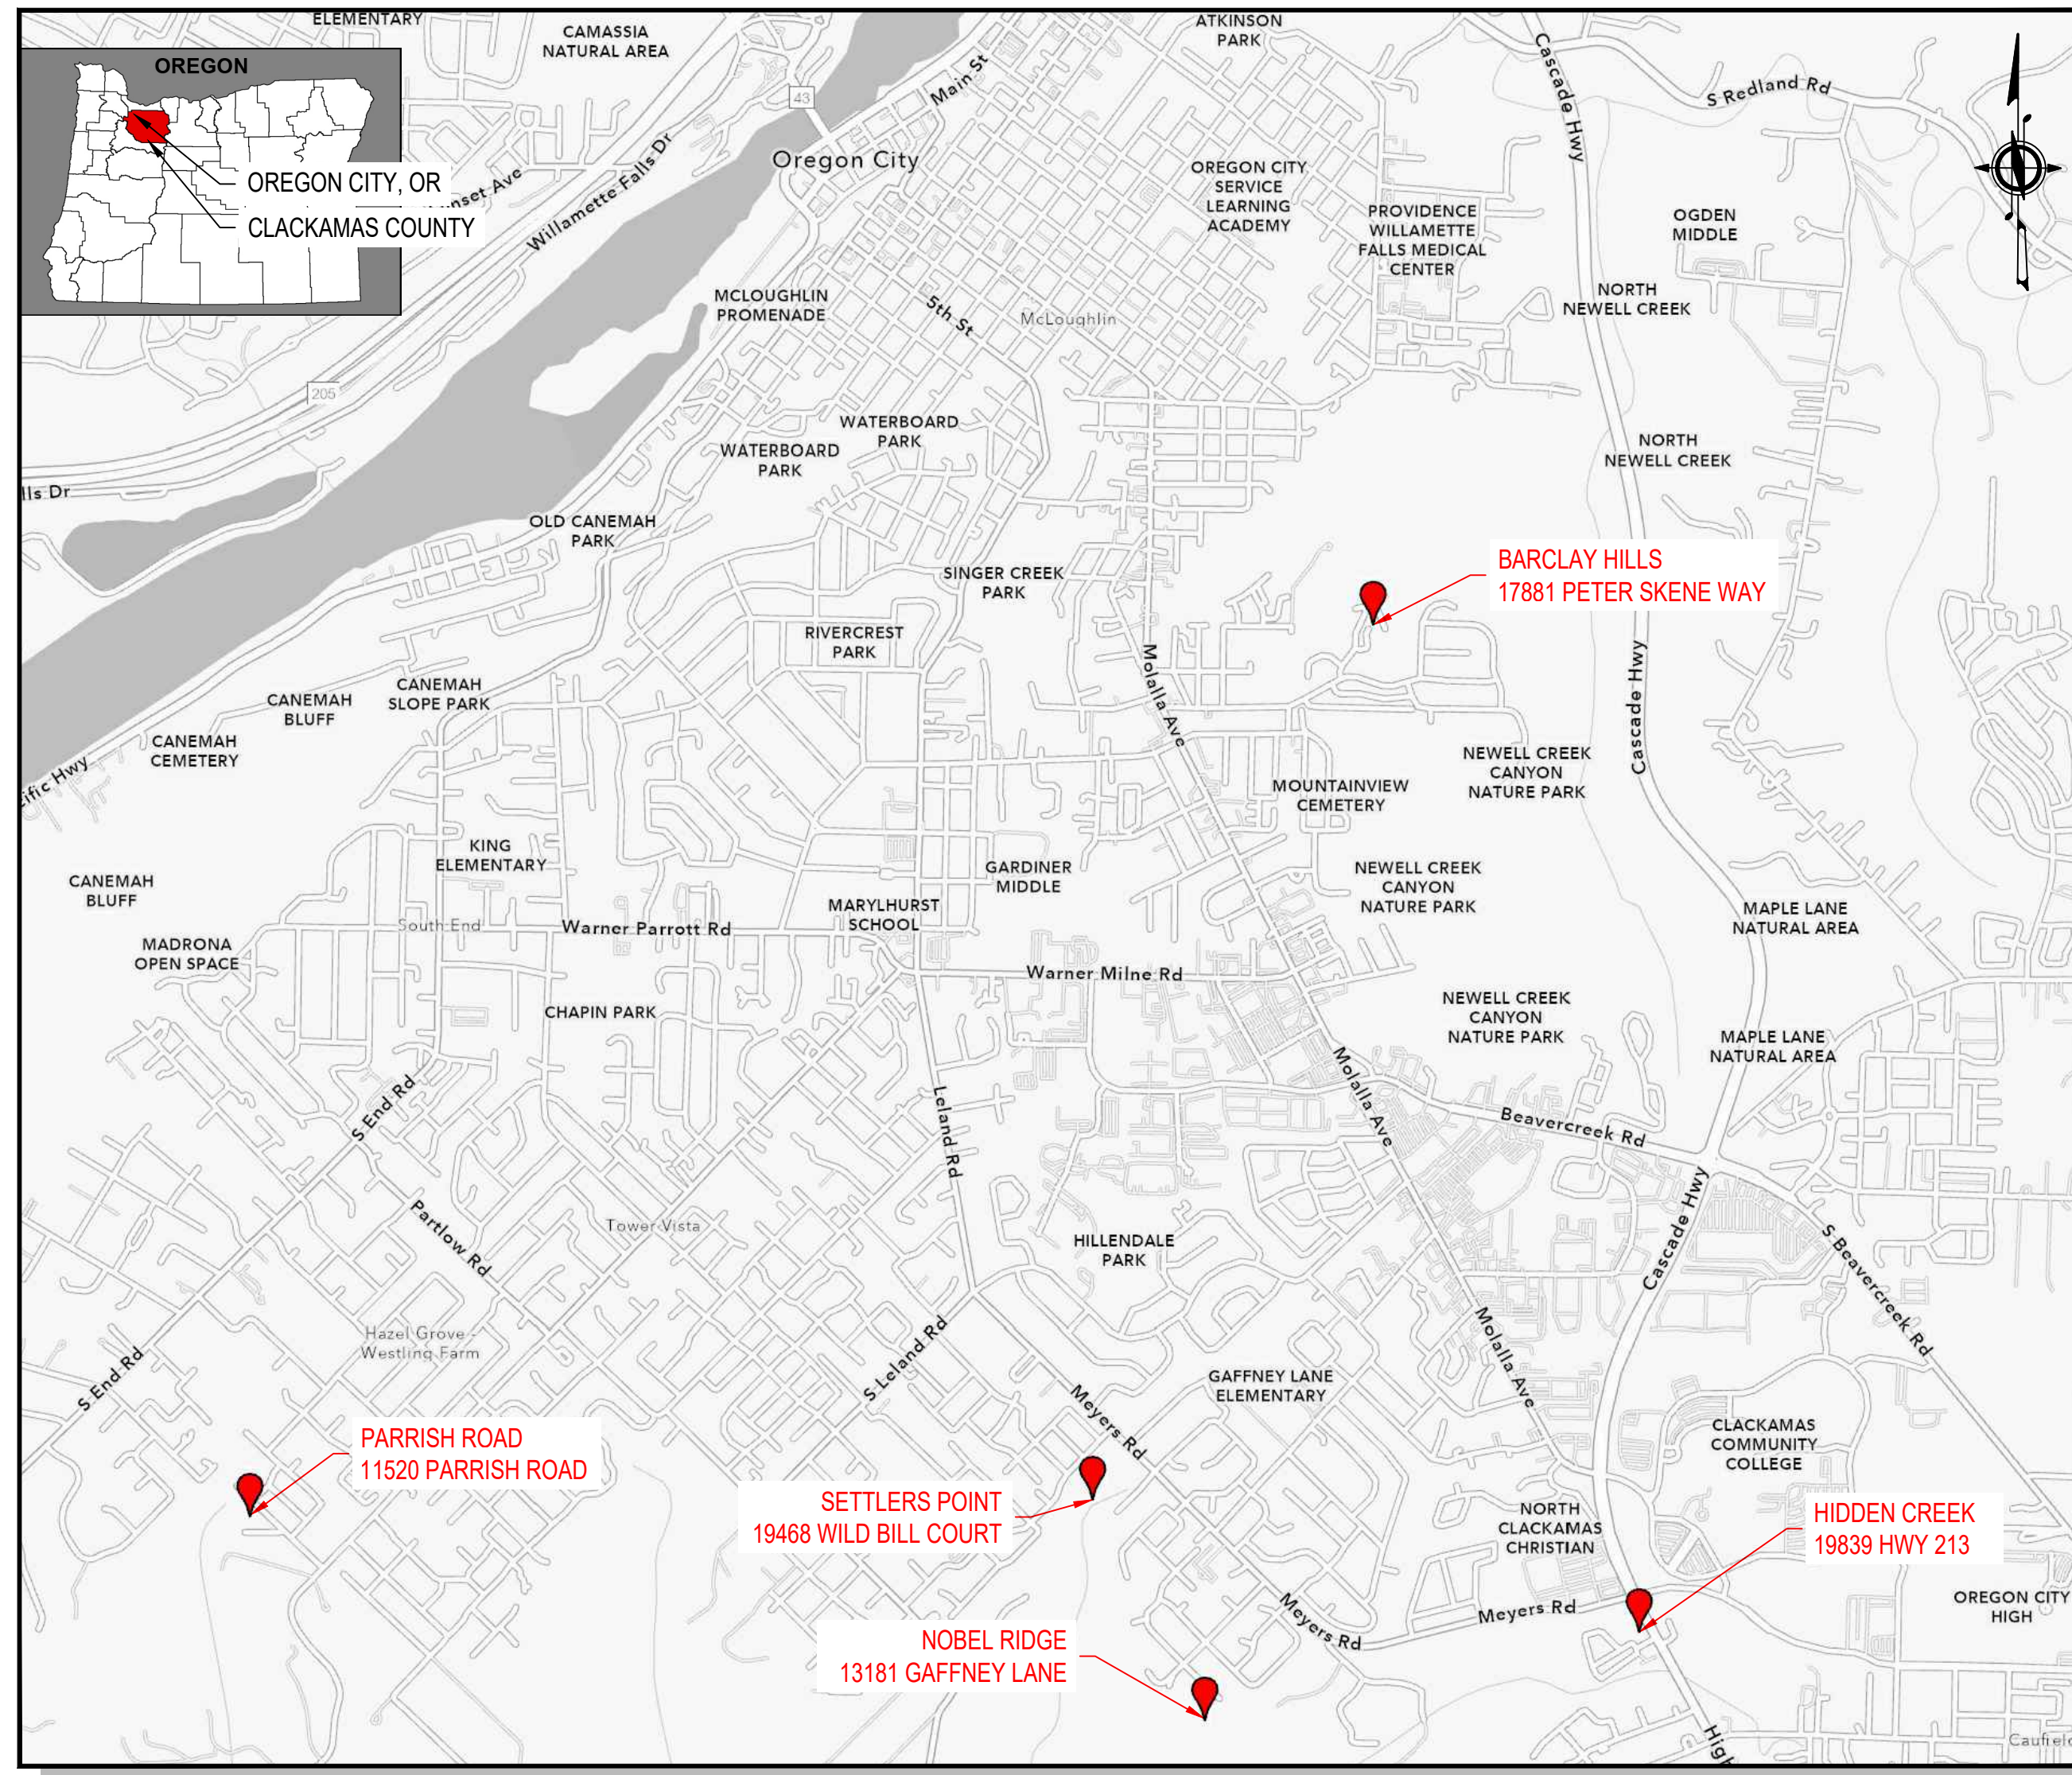 ELEMENTARY
CAMASSIA
NATURAL AREA
ATKINSON
PARK
OREGON
OREGON CITY, OR
CLACKAMAS COUNTY
43
Main St
Cascade Hwy
S Redland Rd
Willamette Falls Dr
Oregon City
OREGON CITY
SERVICE
LEARNING
ACADEMY
PROVIDENCE
WILLAMETTE
FALLS MEDICAL
CENTER
OGDEN
MIDDLE
MCLOUGHLIN
PROMENADE
5th St
McLoughlin
NORTH
NEWELL CREEK
205
WATERBOARD
PARK
WATERBOARD
PARK
NORTH
NEWELL CREEK
lls Dr
OLD CANEMAH
PARK
SINGER CREEK
PARK
BARCLAY HILLS
17881 PETER SKENE WAY
RIVERCREST
PARK
Molalla Ave
Cascade Hwy
CANEMAH
SLOPE PARK
CANEMAH
BLUFF
CANEMAH
CEMETERY
ific Hwy
NEWELL CREEK
CANYON
NATURE PARK
MOUNTAINVIEW
CEMETERY
KING
ELEMENTARY
GARDINER
MIDDLE
NEWELL CREEK
CANYON
NATURE PARK
CANEMAH
BLUFF
MARYLHURST
SCHOOL
MAPLE LANE
NATURAL AREA
South End
Warner Parrott Rd
MADRONA
OPEN SPACE
Warner Milne Rd
CHAPIN PARK
NEWELL CREEK
CANYON
NATURE PARK
MAPLE LANE
NATURAL AREA
S End Rd
Leland Rd
Molalla Ave
Beavercreek Rd
Partlow Rd
Tower Vista
HILLENDALE
PARK
Cascade Hwy
S Beavercreek Rd
Hazel Grove -
Westling Farm
S End Rd
S Leland Rd
Meyers Rd
GAFFNEY LANE
ELEMENTARY
Molalla Ave
CLACKAMAS
COMMUNITY
COLLEGE
PARRISH ROAD
11520 PARRISH ROAD
SETTLERS POINT
19468 WILD BILL COURT
NORTH
CLACKAMAS
CHRISTIAN
HIDDEN CREEK
19839 HWY 213
OREGON CITY
HIGH
Meyers Rd
Meyers Rd
NOBEL RIDGE
13181 GAFFNEY LANE
High
Caufield